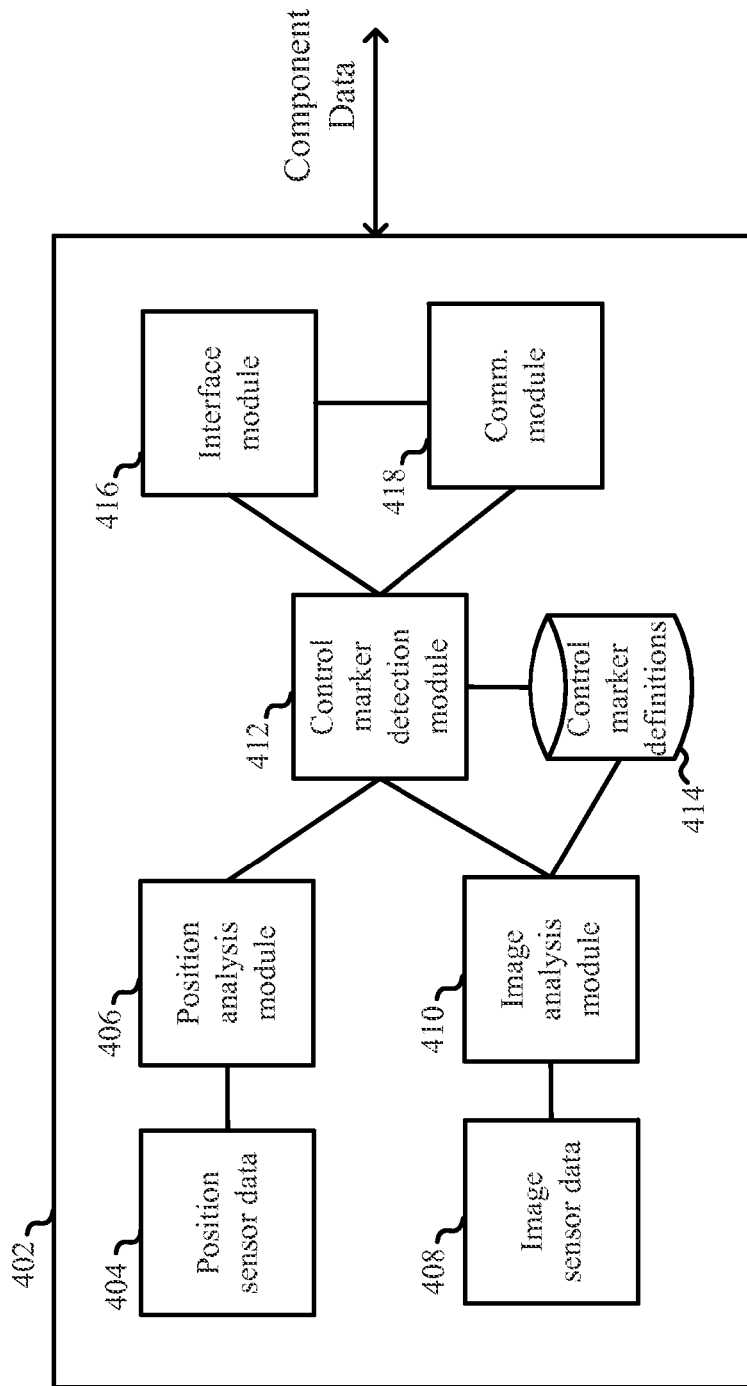 402
404
Position
sensor data
406
Position
analysis
module
408
Image
sensor data
410
Image
analysis
module
412
Control
marker
detection
module
414
Control
marker
definitions
416
Interface
module
418
Comm.
module
Component
Data